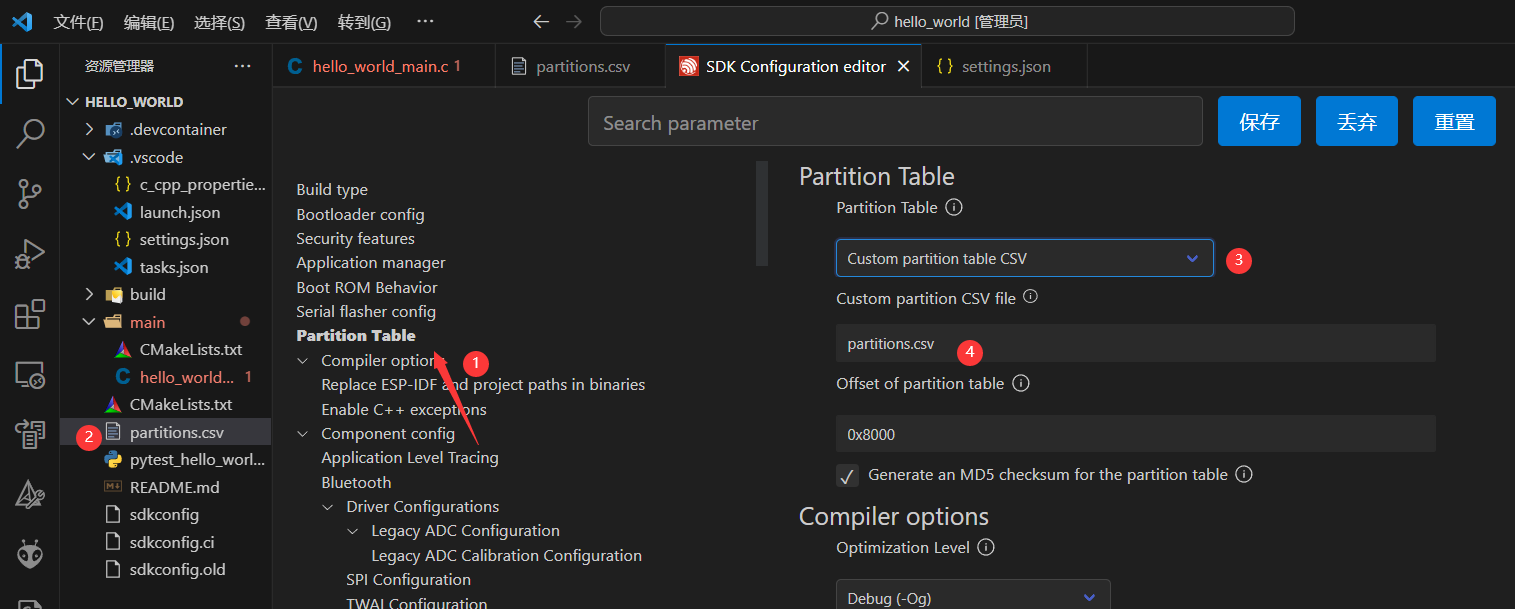 文件(F) 编辑(E) 选择(S) 查看(V) 转到(G) ···
hello_world [管理员]
资源管理器 ···
hello_world_main.c 1
partitions.csv
SDK Configuration editor
{} settings.json
HELLO_WORLD
.devcontainer
.vscode
{} c_cpp_propertie...
launch.json
{} settings.json
tasks.json
build
main
CMakeLists.txt
C hello_world... 1
CMakeLists.txt
2 partitions.csv
pytest_hello_worl...
README.md
sdkconfig
sdkconfig.ci
sdkconfig.old
Search parameter
保存
丢弃
重置
Build type
Bootloader config
Security features
Application manager
Boot ROM Behavior
Serial flasher config
Partition Table
1
Compiler options
Replace ESP-IDF and project paths in binaries
Enable C++ exceptions
Component config
Application Level Tracing
Bluetooth
Driver Configurations
Legacy ADC Configuration
Legacy ADC Calibration Configuration
SPI Configuration
TWAI Configuration
Partition Table
Partition Table
Custom partition table CSV
3
Custom partition CSV file
partitions.csv
4
Offset of partition table
0x8000
Generate an MD5 checksum for the partition table
Compiler options
Optimization Level
Debug (-Og)